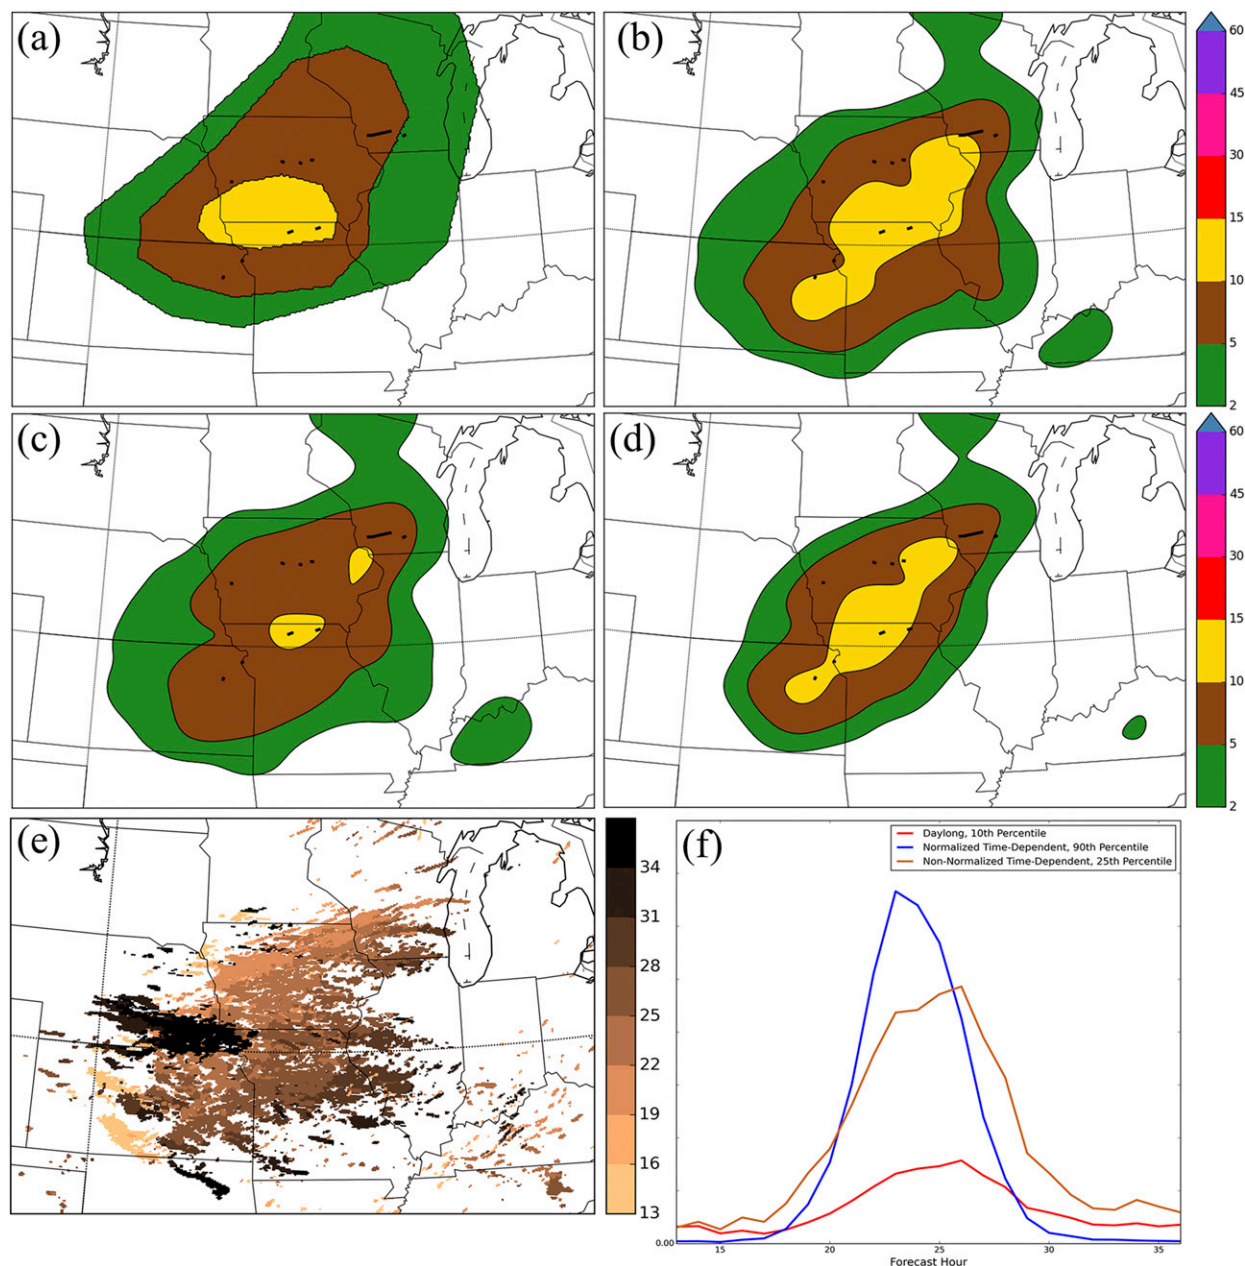 (a)
(b)
60
45
30
15
10
5
2
(c)
(d)
60
45
30
15
10
5
2
(e)
34
31
28
25
22
19
16
13
(f)
Daylong, 10th Percentile
Normalized Time-Dependent, 90th Percentile
Non-Normalized Time-Dependent, 25th Percentile
0.00
15
20
25
30
35
Forecast Hour